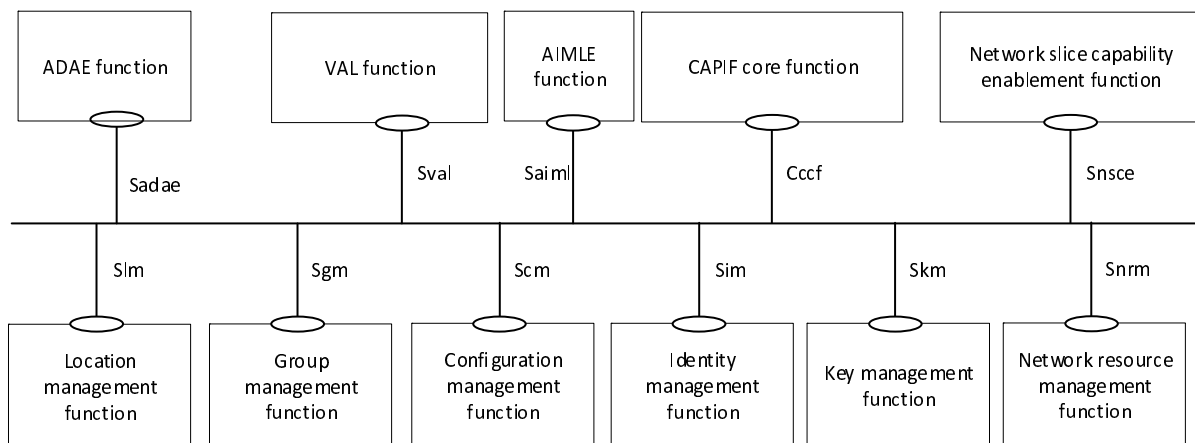 ADAE function
VAL function
AIMLE
function
CAPIF core function
Network slice capability
enablement function
Sadae
Sval
Saiml
Cccf
Snsce
Slm
Sgm
Scm
Sim
Skm
Snrm
Location
management
function
Group
management
function
Configuration
management
function
Identity
management
function
Key management
function
Network resource
management
function